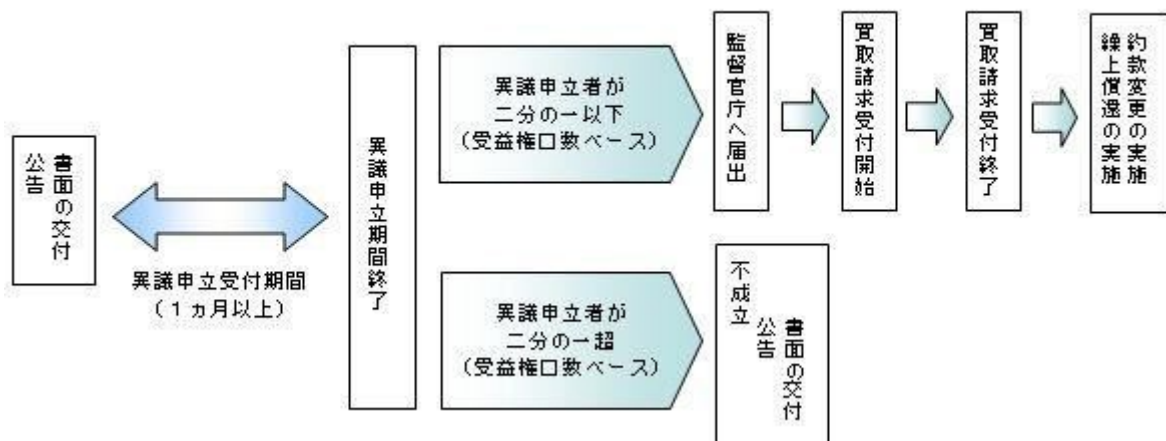 書面の交付
公告
異議申立受付期間
（１ヵ月以上）
異議申立期間終了
異議申立者が
二分の一以下
（受益権口数ベース）
監督官庁へ届出
買取請求受付開始
買取請求受付終了
約款変更の実施
繰上償還の実施
異議申立者が
二分の一超
（受益権口数ベース）
不成立
書面の交付
公告